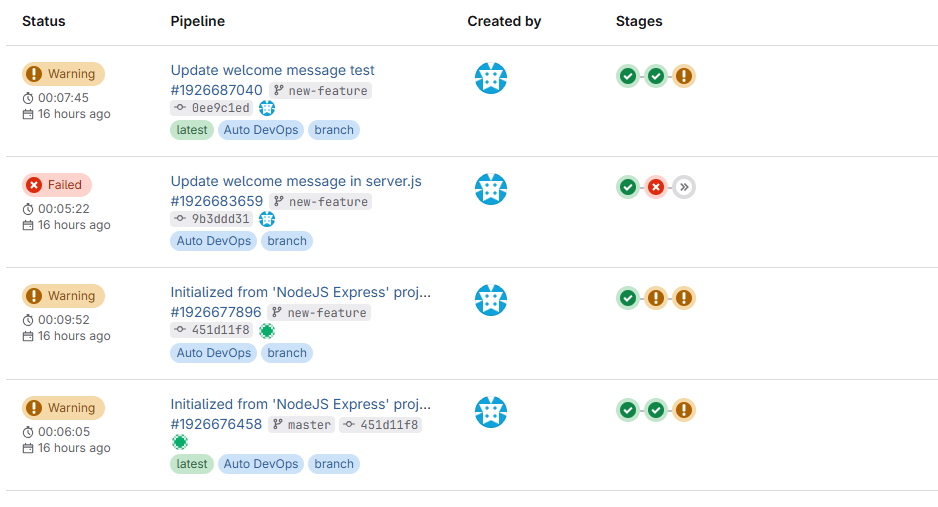 Status Pipeline Created by Stages
Warning
00:07:45
16 hours ago
Update welcome message test
#1926687040 new-feature
0ee9c1ed
latest Auto DevOps branch
Failed
00:05:22
16 hours ago
Update welcome message in server.js
#1926683659 new-feature
9b3ddd31
Auto DevOps branch
Warning
00:09:52
16 hours ago
Initialized from 'NodeJS Express' proj...
#1926677896 new-feature
451d11f8
Auto DevOps branch
Warning
00:06:05
16 hours ago
Initialized from 'NodeJS Express' proj...
#1926676458 master 451d11f8
latest Auto DevOps branch